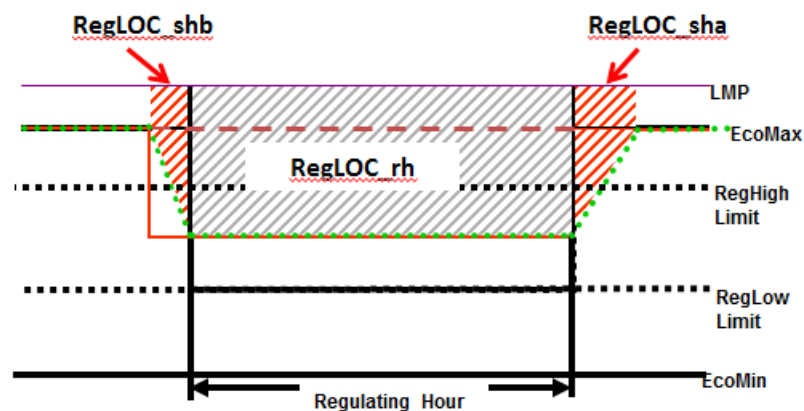 RegLOC_shb
RegLOC_sha
LMP
EcoMax
RegLOC_rh
RegHigh
Limit
RegLow
Limit
EcoMin
Regulating Hour